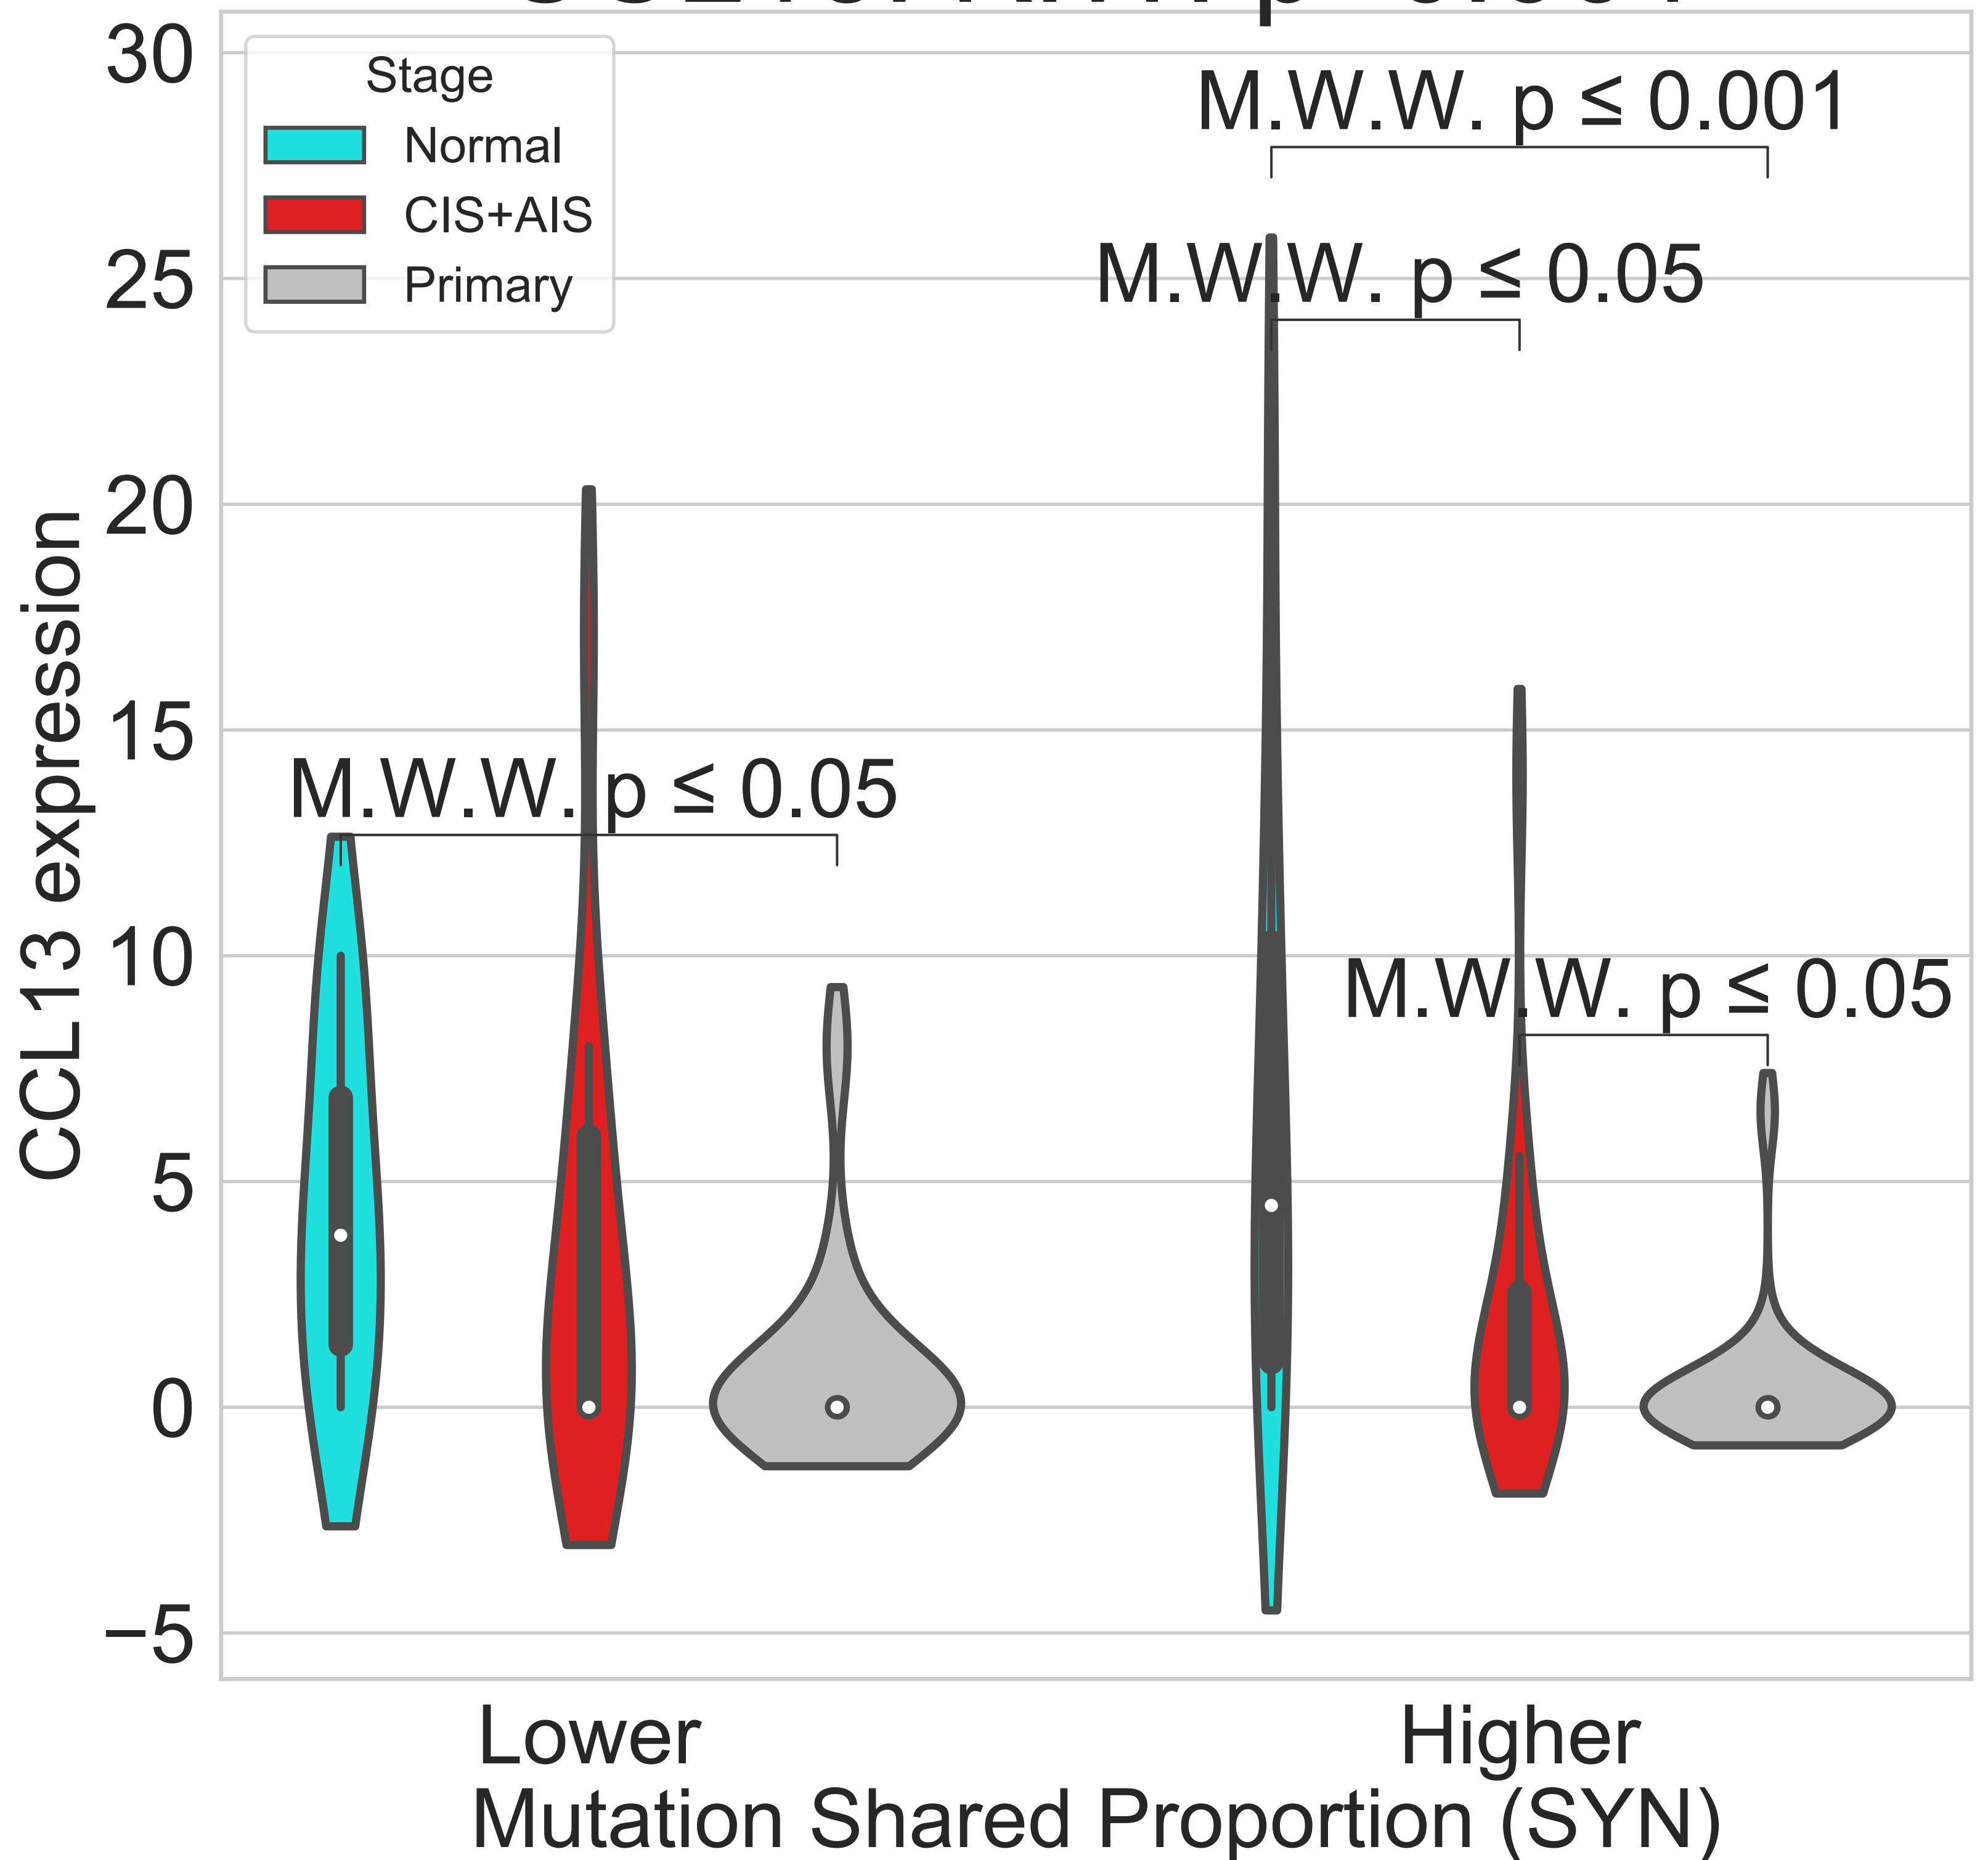 30
25
20
15
10
5
0
−5
CCL13 expression
Stage
Normal
CIS+AIS
Primary
M.W.W. p ≤ 0.001
M.W.W. p ≤ 0.05
M.W.W. p ≤ 0.05
M.W.W. p ≤ 0.05
Lower
Higher
Mutation Shared Proportion (SYN)